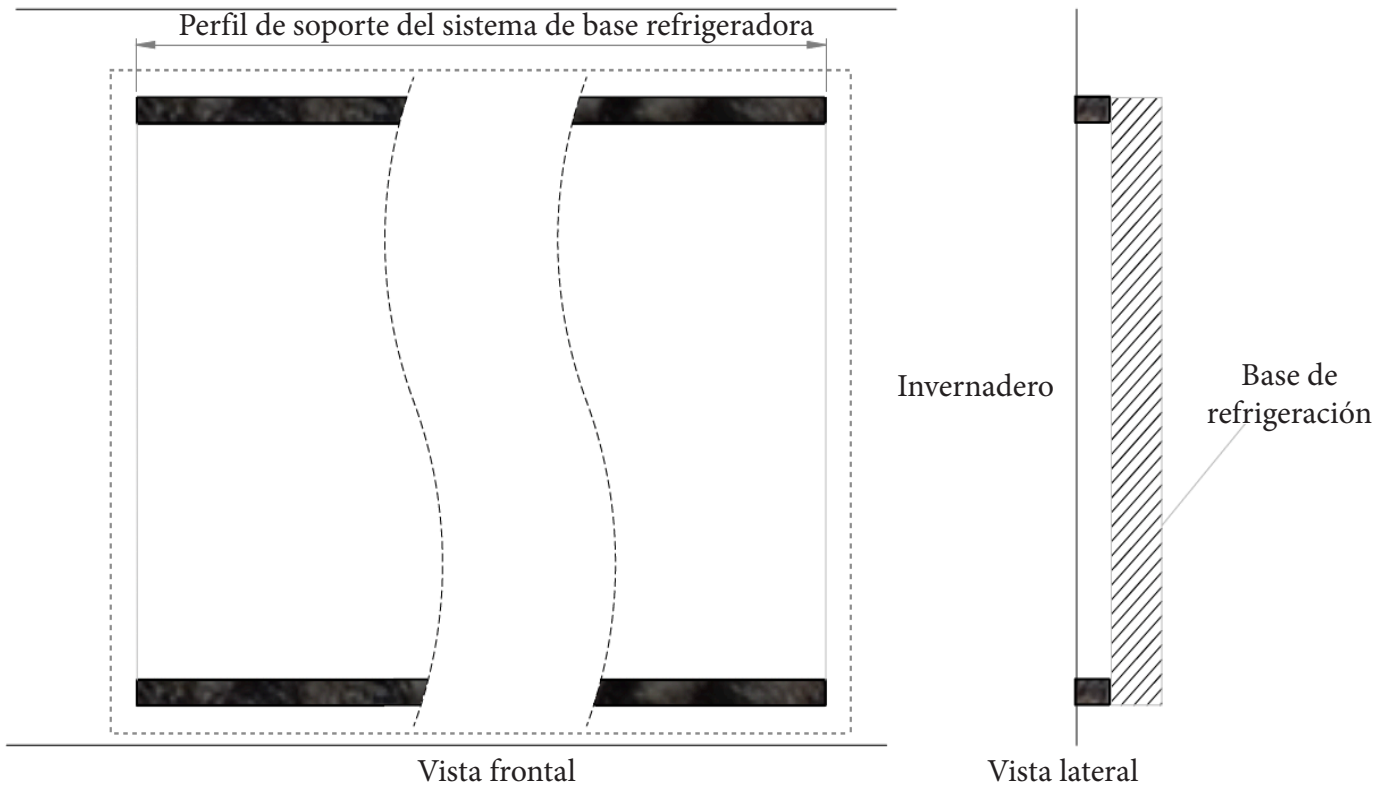 Perfil de soporte del sistema de base refrigeradora
Invernadero
Base de
refrigeración
Vista frontal
Vista lateral